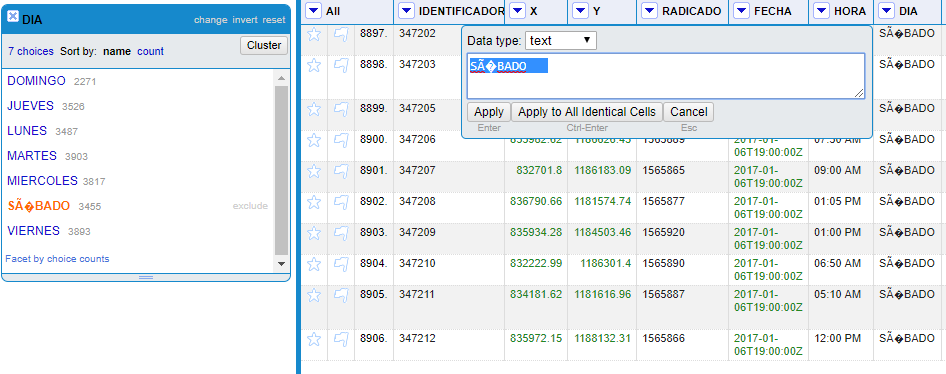 DIA
change invert reset
7 choices Sort by: name count
Cluster
DOMINGO 2271
JUEVES 3526
LUNES 3487
MARTES 3903
MIERCOLES 3817
SÃ�BADO 3455 exclude
VIERNES 3893
Facet by choice counts
All IDENTIFICADOR X Y RADICADO FECHA HORA DIA
8897. 347202 SÃ�BADO
Data type: text
SÃ�BADO
Apply Apply to All Identical Cells Cancel
Enter Ctrl-Enter Esc
8898. 347203 SÃ�BADO
8899. 347205 SÃ�BADO
8900. 347206 2017-01- SÃ�BADO
06T19:00:00Z
8901. 347207 832701.8 1186183.09 1565865 2017-01- 09:00 AM SÃ�BADO
06T19:00:00Z
8902. 347208 836790.66 1181574.74 1565877 2017-01- 01:05 PM SÃ�BADO
06T19:00:00Z
8903. 347209 835934.28 1184503.46 1565920 2017-01- 01:00 PM SÃ�BADO
06T19:00:00Z
8904. 347210 832222.99 1186301.4 1565890 2017-01- 06:50 AM SÃ�BADO
06T19:00:00Z
8905. 347211 834181.62 1181616.96 1565887 2017-01- 05:10 AM SÃ�BADO
06T19:00:00Z
8906. 347212 835972.15 1188132.31 1565866 2017-01- 12:00 PM SÃ�BADO
06T19:00:00Z